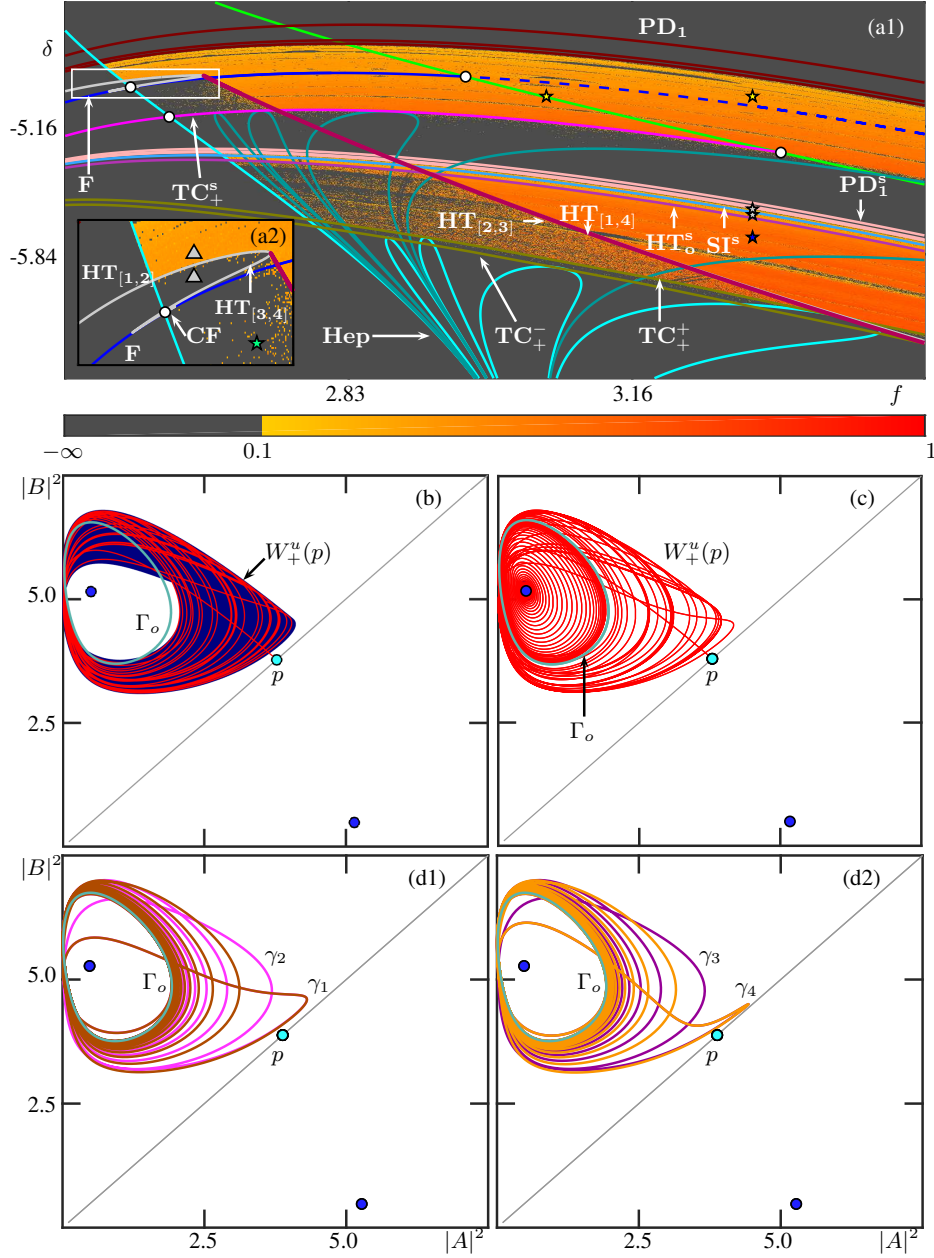 PD₁ (a1)
δ
-5.16
F TC₊ˢ PD₁ˢ
HT[2,3] HT[1,4]
(a2)
HTₒˢ SIˢ
-5.84
HT[1,2]
HT[3,4]
CF
F
Hep TC₊⁻ TC₊⁺
2.83 3.16 f
−∞ 0.1 1
|B|² (b) (c)
W₊ᵘ(p) W₊ᵘ(p)
5.0
Γₒ
p p
Γₒ
2.5
|B|² (d1) (d2)
γ₂ γ₃
5.0 Γₒ γ₁ Γₒ γ₄
p p
2.5
2.5 5.0 |A|² 2.5 5.0 |A|²